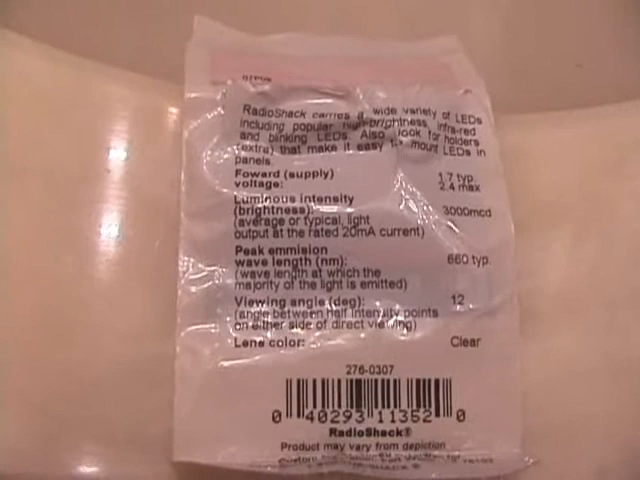 RadioShack carries a wide variety of LEDs
including popular high-brightness, infra-red
and blinking LEDs. Also, look for holders
(extra) that make it easy to mount LEDs in
panels.
Foward (supply)
voltage: 1.7 typ.
2.4 max
Luminous intensity
(brightness): 3000mcd
(average or typical, light
output at the rated 20mA current)
Peak emmision
wave length (nm): 660 typ.
(wave length at which the
majority of the light is emitted)
Viewing angle (deg): 12
(angle between half intensity points
on either side of direct viewing)
Lens color: Clear
276-0307
0 40293 11352 0
RadioShack®
Product may vary from depiction